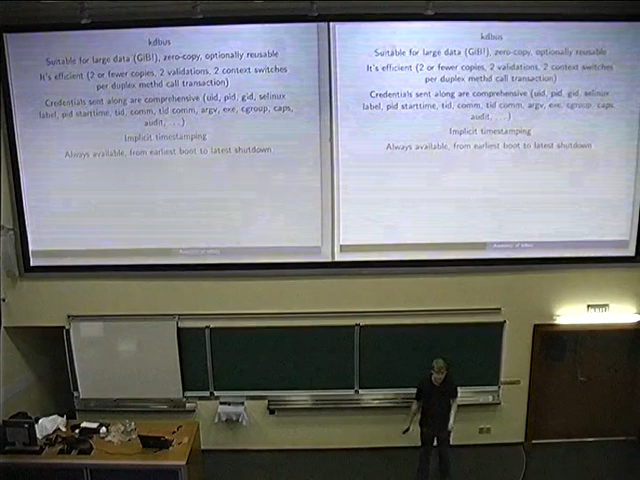 kdbus
Suitable for large data (GiB!), zero-copy, optionally reusable
It's efficient (2 or fewer copies, 2 validations, 2 context switches
per duplex methd call transaction)
Credentials sent along are comprehensive (uid, pid, gid, selinux
label, pid starttime, tid, comm, tid comm, argv, exe, cgroup, caps,
audit, . . . )
Implicit timestamping
Always available, from earliest boot to latest shutdown
kdbus
Suitable for large data (GiB!), zero-copy, optionally reusable
It's efficient (2 or fewer copies, 2 validations, 2 context switches
per duplex methd call transaction)
Credentials sent along are comprehensive (uid, pid, gid, selinux
label, pid starttime, tid, comm, tid comm, argv, exe, cgroup, caps,
audit, . . . )
Implicit timestamping
Always available, from earliest boot to latest shutdown